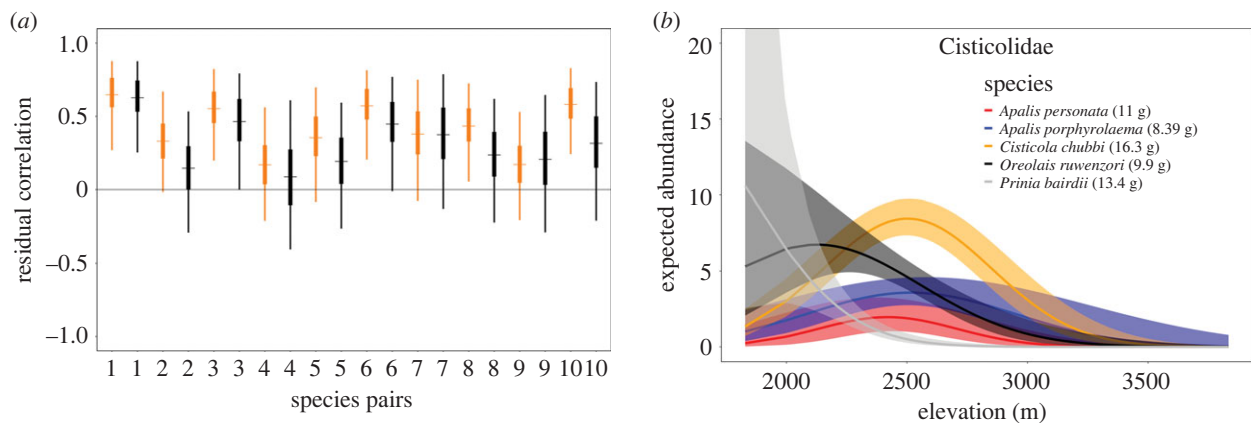 (a)
1.0
0.5
0
–0.5
–1.0
residual correlation
1 1 2 2 3 3 4 4 5 5 6 6 7 7 8 8 9 9 10 10
species pairs
(b)
Cisticolidae
species
Apalis personata (11 g)
Apalis porphyrolaema (8.39 g)
Cisticola chubbi (16.3 g)
Oreolais ruwenzori (9.9 g)
Prinia bairdii (13.4 g)
20
15
10
5
0
expected abundance
2000 2500 3000 3500
elevation (m)